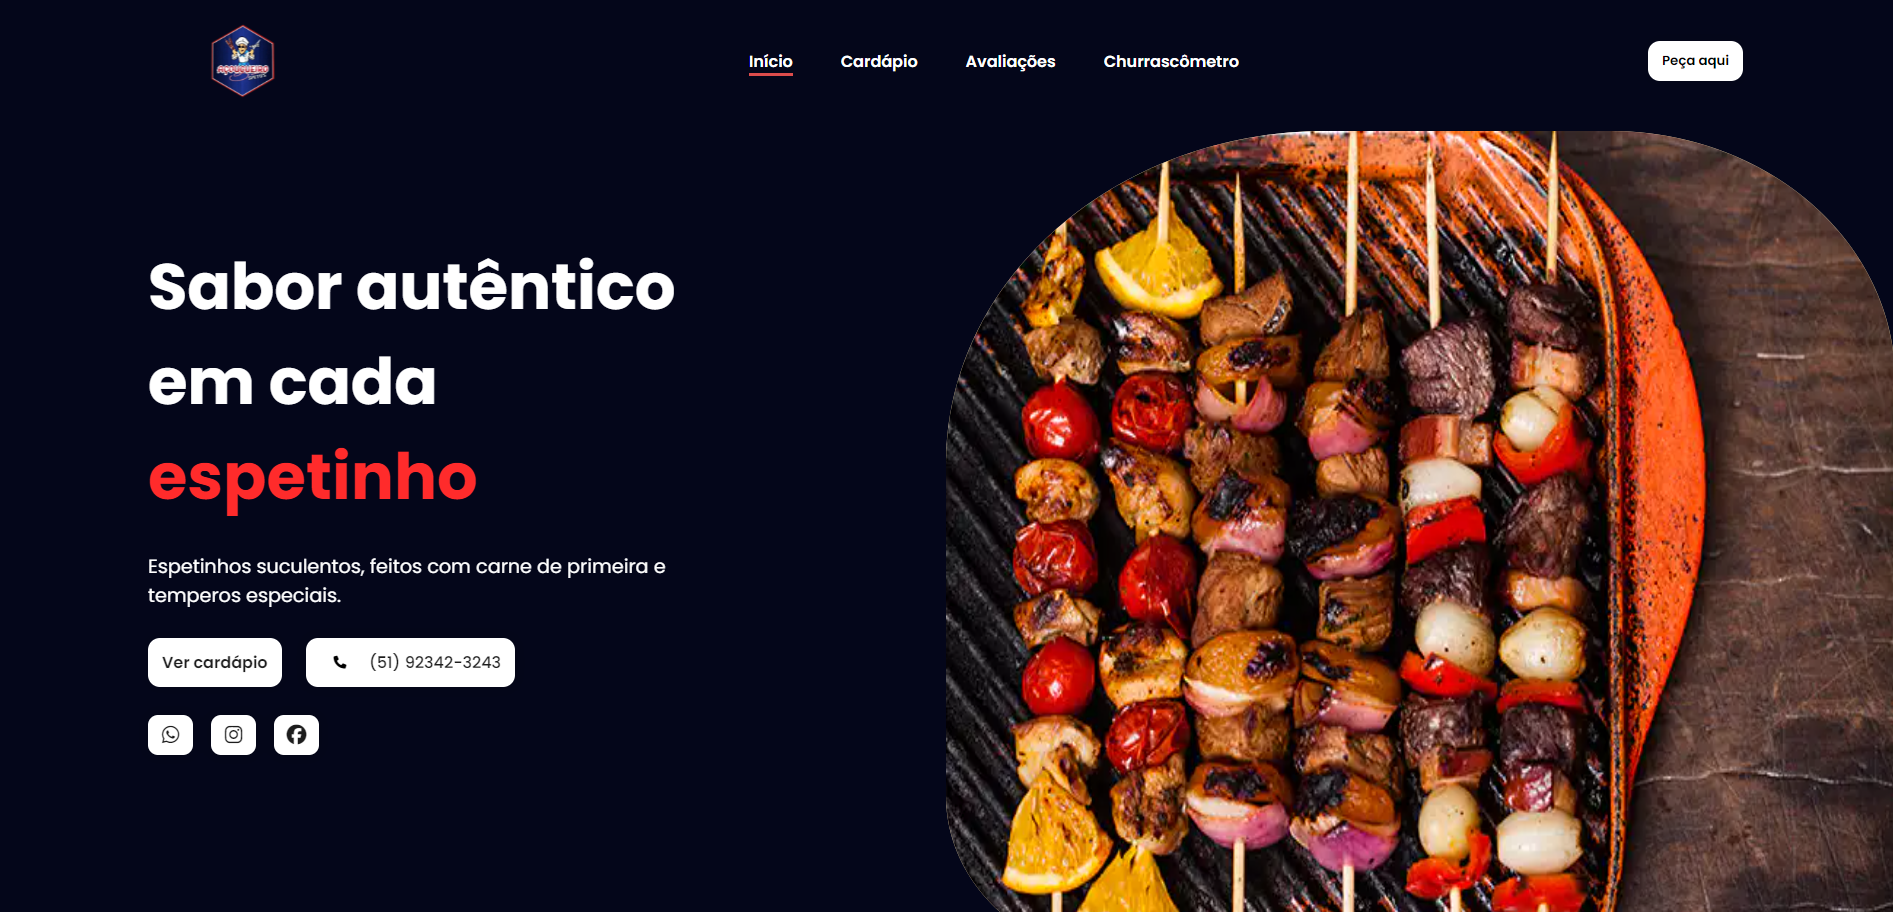 AÇOUGUEIRO
Início
Cardápio
Avaliações
Churrascômetro
Peça aqui
Sabor autêntico
em cada
espetinho
Espetinhos suculentos, feitos com carne de primeira e
temperos especiais.
Ver cardápio
(51) 92342-3243